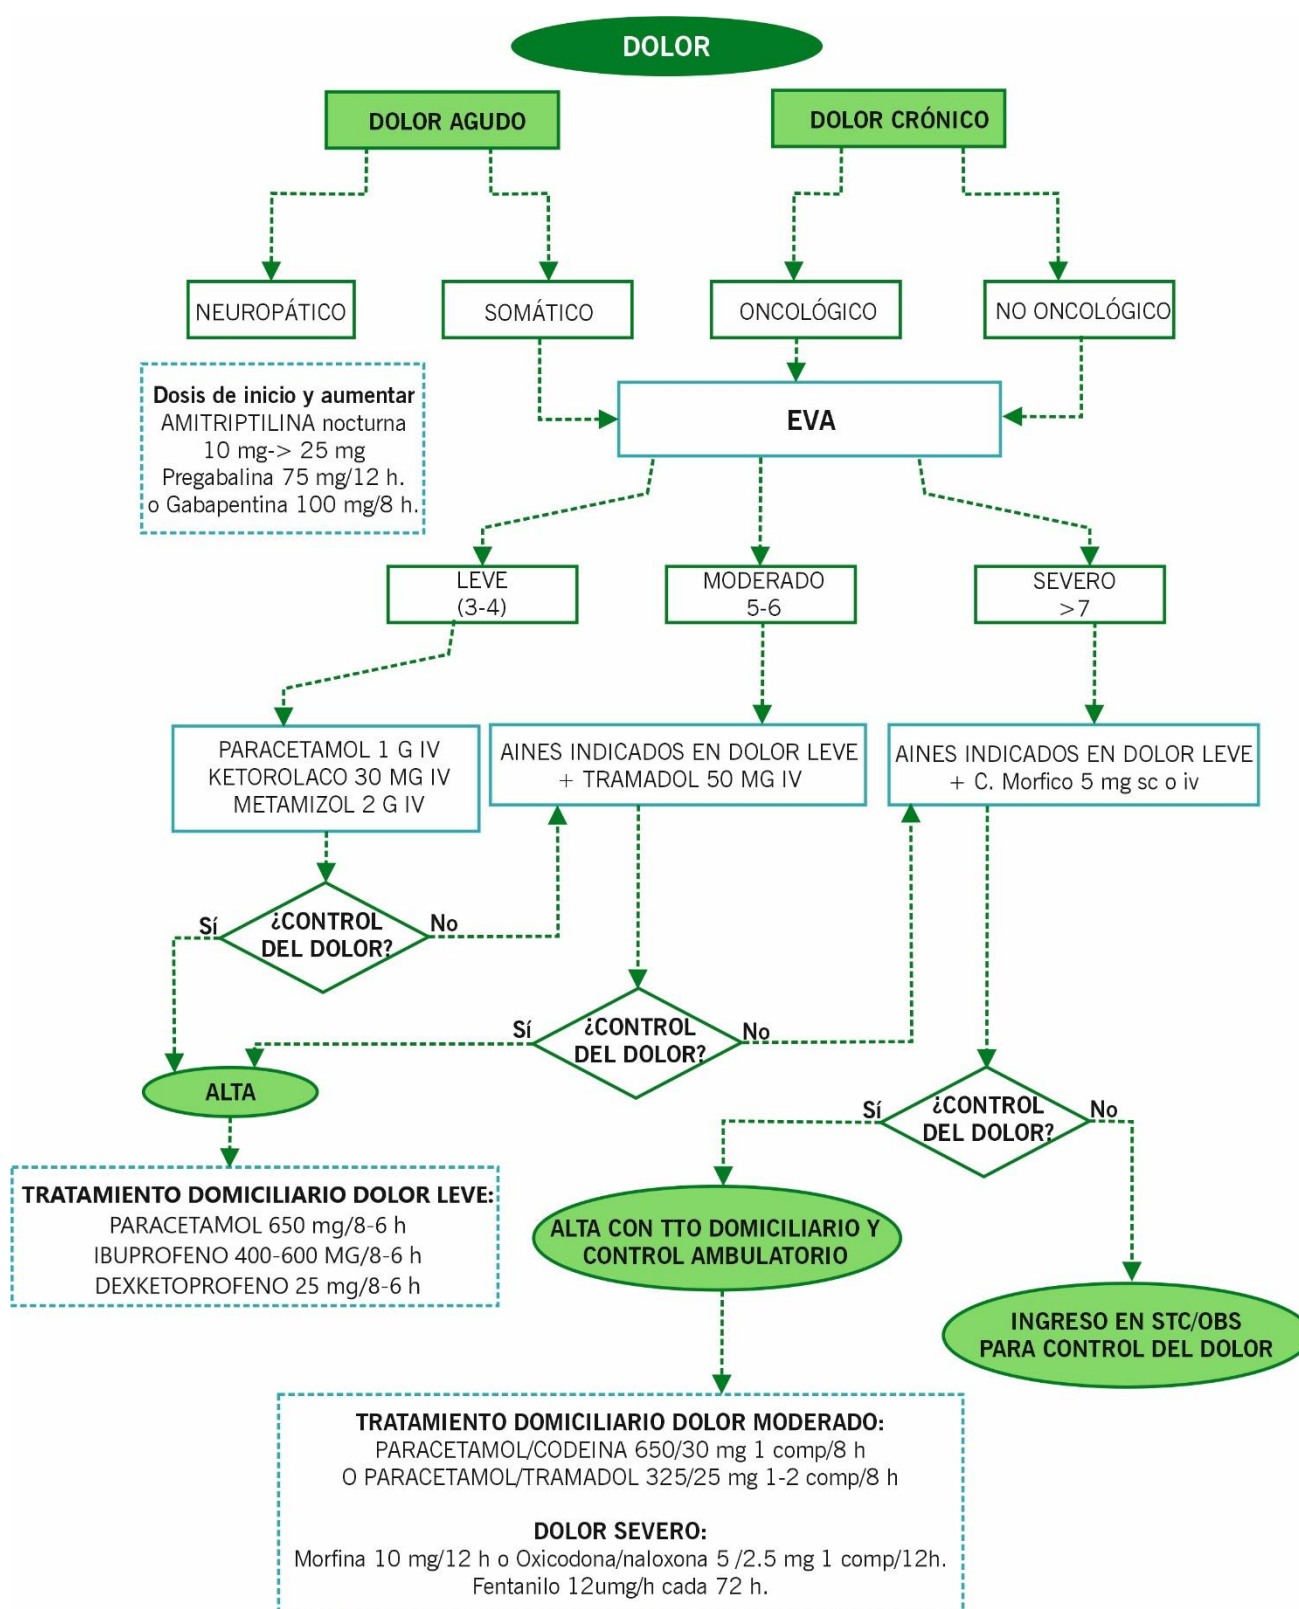 DOLOR
DOLOR AGUDO
DOLOR CRÓNICO
NEUROPÁTICO
SOMÁTICO
ONCOLÓGICO
NO ONCOLÓGICO
Dosis de inicio y aumentar
AMITRIPTILINA nocturna
10 mg-> 25 mg
Pregabalina 75 mg/12 h.
o Gabapentina 100 mg/8 h.
EVA
LEVE
(3-4)
MODERADO
5-6
SEVERO
>7
PARACETAMOL 1 G IV
KETOROLACO 30 MG IV
METAMIZOL 2 G IV
AINES INDICADOS EN DOLOR LEVE
+ TRAMADOL 50 MG IV
AINES INDICADOS EN DOLOR LEVE
+ C. Morfico 5 mg sc o iv
Sí
¿CONTROL
DEL DOLOR?
No
Sí
¿CONTROL
DEL DOLOR?
No
Sí
¿CONTROL
DEL DOLOR?
No
ALTA
TRATAMIENTO DOMICILIARIO DOLOR LEVE:
PARACETAMOL 650 mg/8-6 h
IBUPROFENO 400-600 MG/8-6 h
DEXKETOPROFENO 25 mg/8-6 h
ALTA CON TTO DOMICILIARIO Y
CONTROL AMBULATORIO
INGRESO EN STC/OBS
PARA CONTROL DEL DOLOR
TRATAMIENTO DOMICILIARIO DOLOR MODERADO:
PARACETAMOL/CODEINA 650/30 mg 1 comp/8 h
O PARACETAMOL/TRAMADOL 325/25 mg 1-2 comp/8 h
DOLOR SEVERO:
Morfina 10 mg/12 h o Oxicodona/naloxona 5 /2.5 mg 1 comp/12h.
Fentanilo 12umg/h cada 72 h.